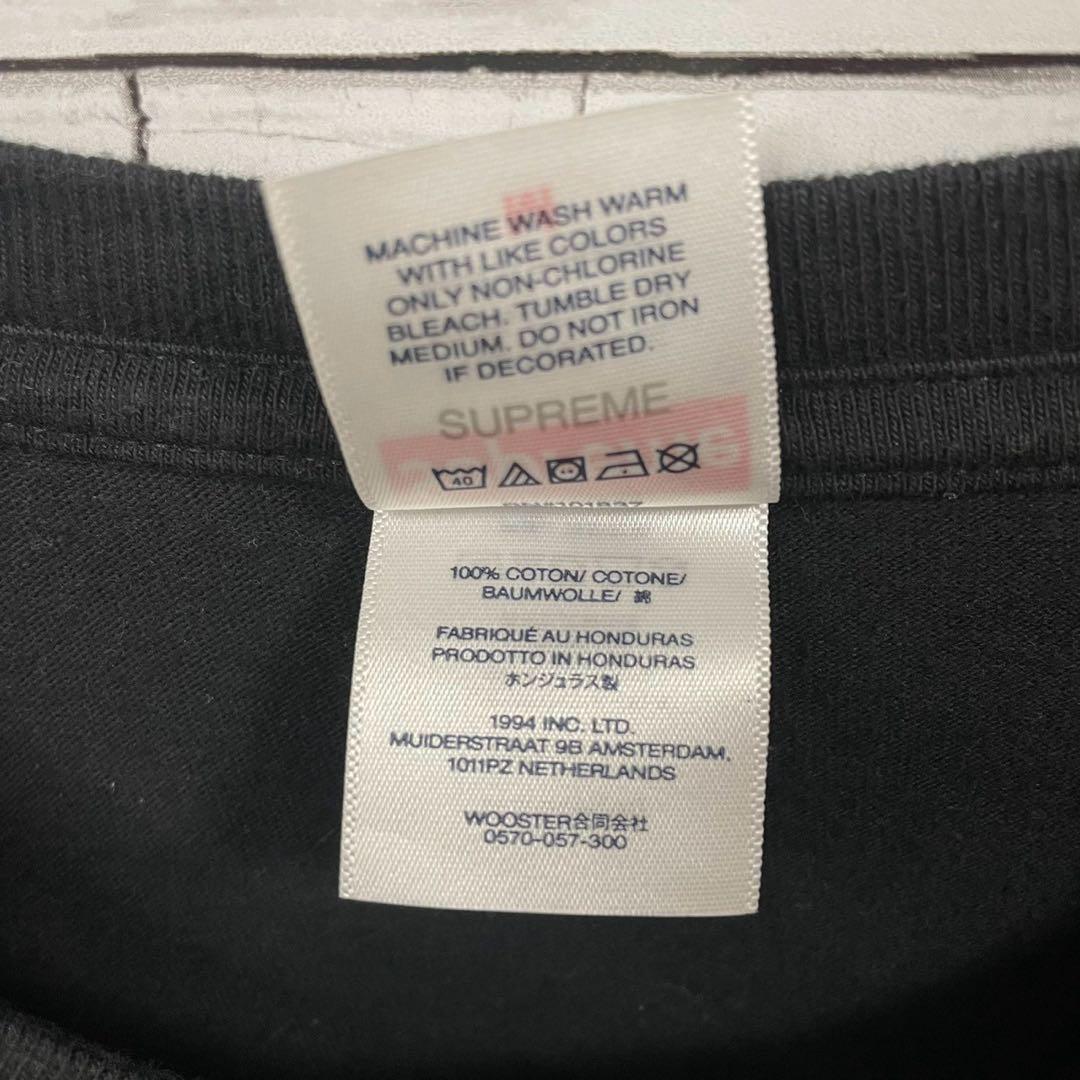 MACHINE WASH WARM
WITH LIKE COLORS
ONLY NON-CHLORINE
BLEACH. TUMBLE DRY
MEDIUM. DO NOT IRON
IF DECORATED.
SUPREME
40
100% COTON/ COTONE/
BAUMWOLLE/ 綿
FABRIQUÉ AU HONDURAS
PRODOTTO IN HONDURAS
ホンジュラス製
1994 INC. LTD.
MUIDERSTRAAT 9B AMSTERDAM,
1011PZ NETHERLANDS
WOOSTER合同会社
0570-057-300